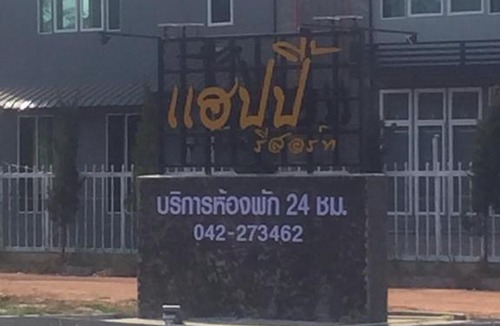 แฮปปี้
รีสอร์ท
บริการห้องพัก 24 ชม.
042-273462